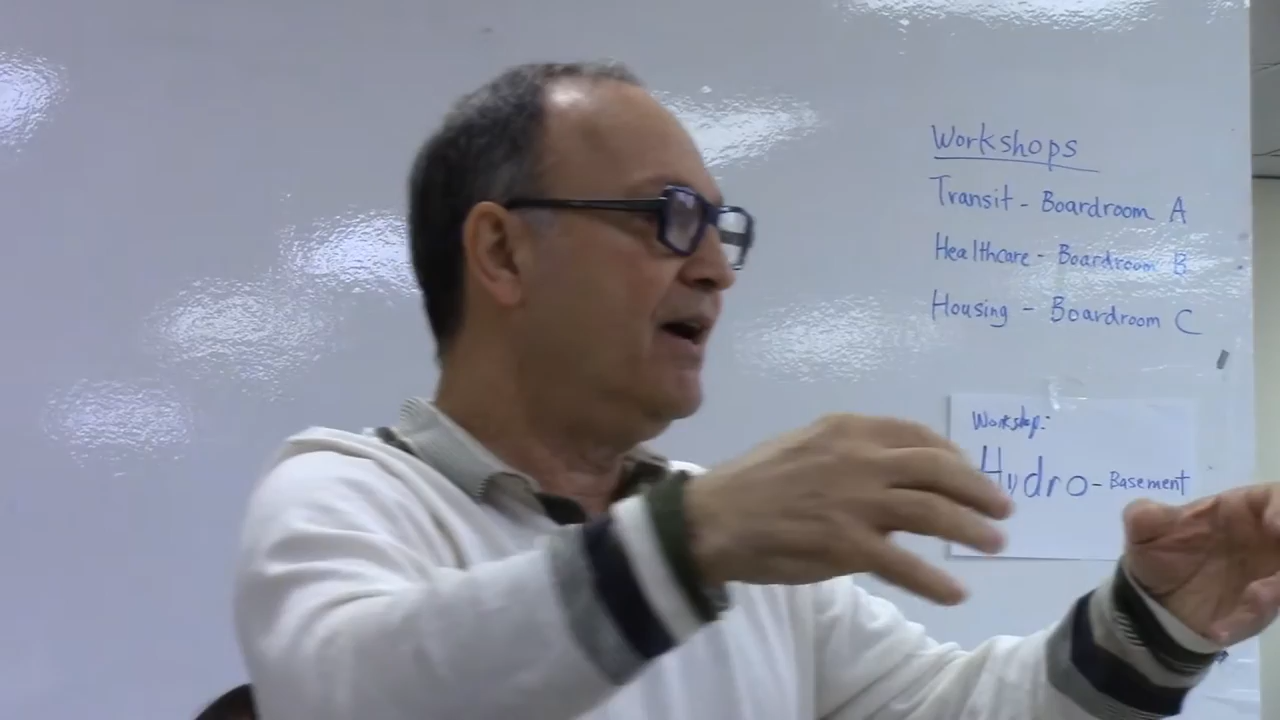 Workshops
Transit - Boardroom A
Healthcare - Boardroom B
Housing - Boardroom C
Workshop:
Hydro - Basement